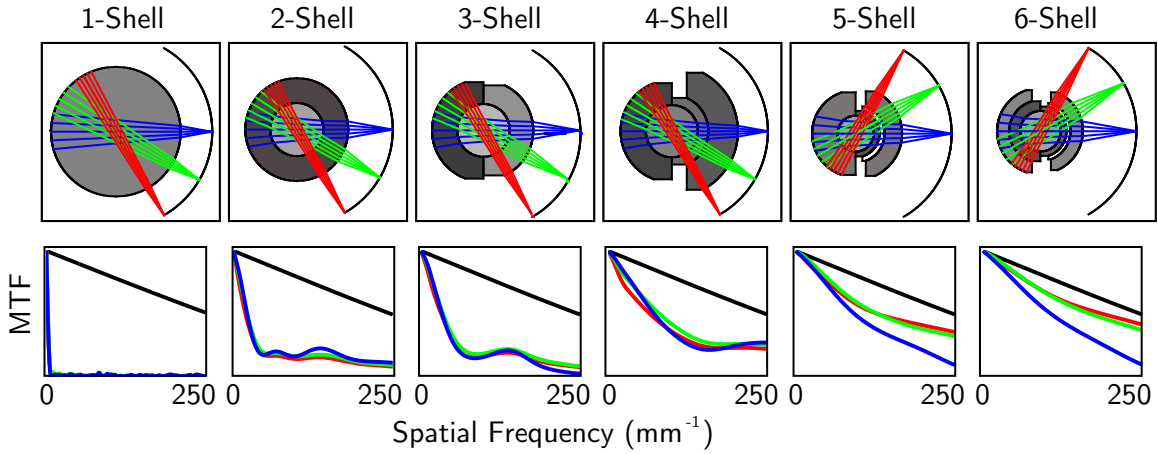 1-Shell 2-Shell 3-Shell 4-Shell 5-Shell 6-Shell
MTF
0 250 0 250 0 250 0 250 0 250 0 250
Spatial Frequency (mm⁻¹)